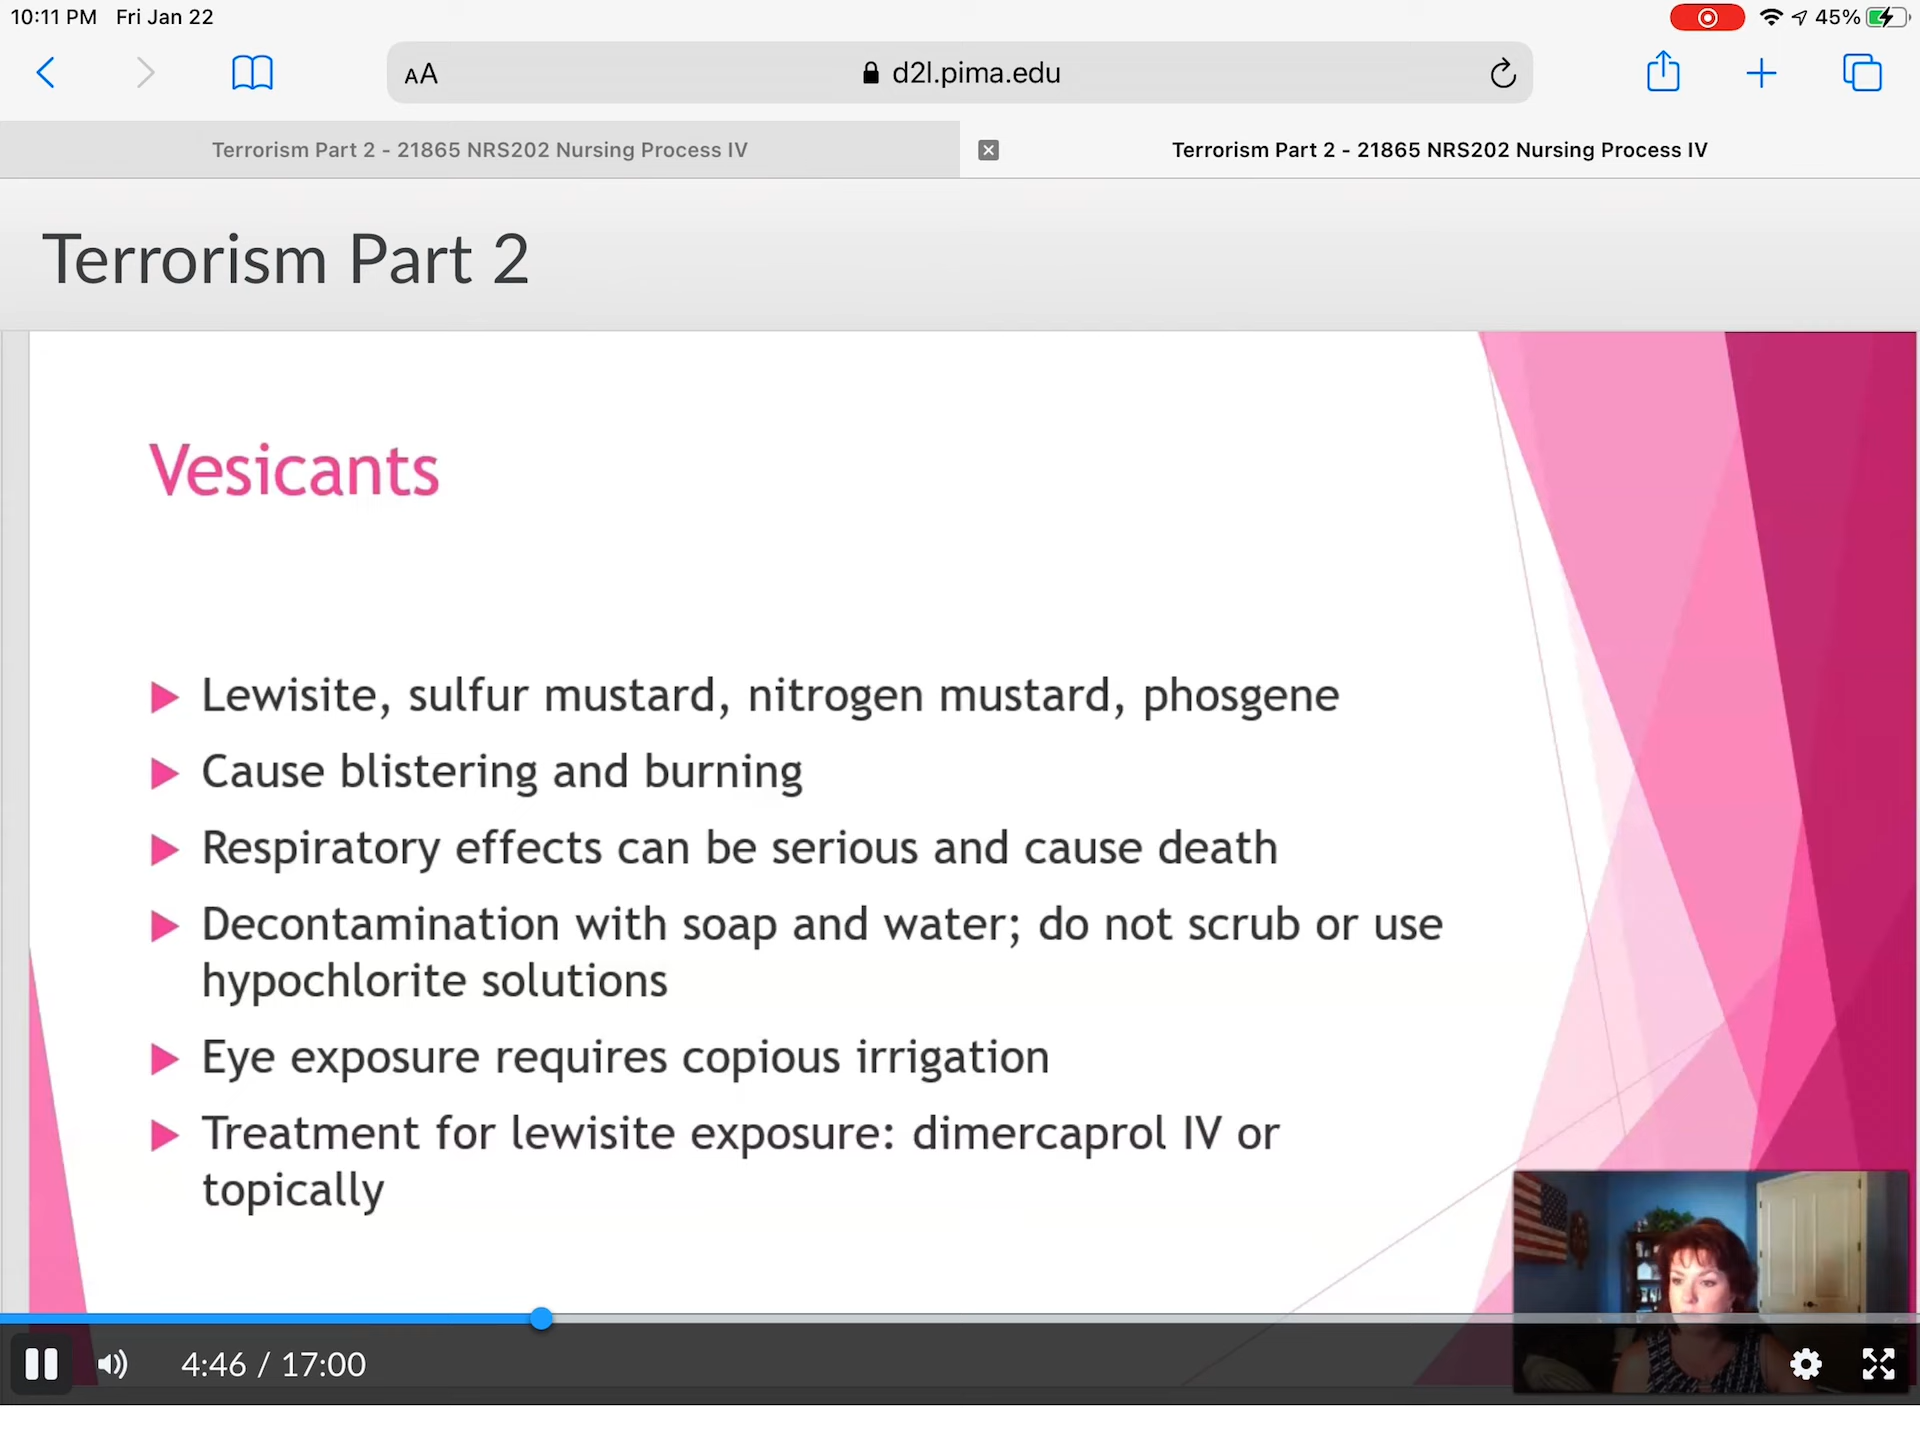 10:11 PM Fri Jan 22
45%
AA
d2l.pima.edu
Terrorism Part 2 - 21865 NRS202 Nursing Process IV
Terrorism Part 2 - 21865 NRS202 Nursing Process IV
Terrorism Part 2
Vesicants
Lewisite, sulfur mustard, nitrogen mustard, phosgene
Cause blistering and burning
Respiratory effects can be serious and cause death
Decontamination with soap and water; do not scrub or use
hypochlorite solutions
Eye exposure requires copious irrigation
Treatment for lewisite exposure: dimercaprol IV or
topically
4:46 / 17:00